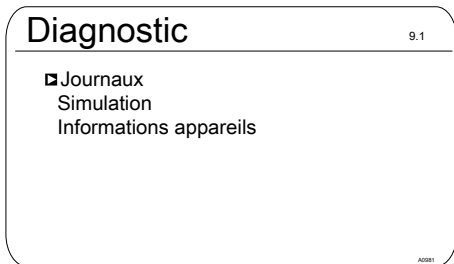 Diagnostic
9.1
Journaux
Simulation
Informations appareils
A0981